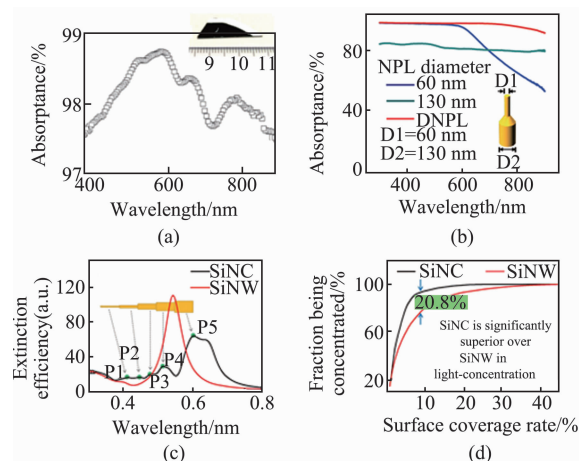 99
98
97
Absorptance/%
9 10 11
400 600 800
Wavelength/nm
(a)
80
40
0
Absorptance/%
NPL diameter
60 nm
130 nm
DNPL
D1=60 nm
D2=130 nm
D1
D2
400 600 800
Wavelength/nm
(b)
120
80
40
0
Extinction
efficiency(a.u.)
SiNC
SiNW
P1
P2
P3
P4
P5
0.4 0.6 0.8
Wavelength/nm
(c)
100
60
20
Fraction being
concentrated/%
SiNC SiNW
20.8%
SiNC is significantly
superior over
SiNW in
light-concentration
10 20 30 40
Surface coverage rate/%
(d)